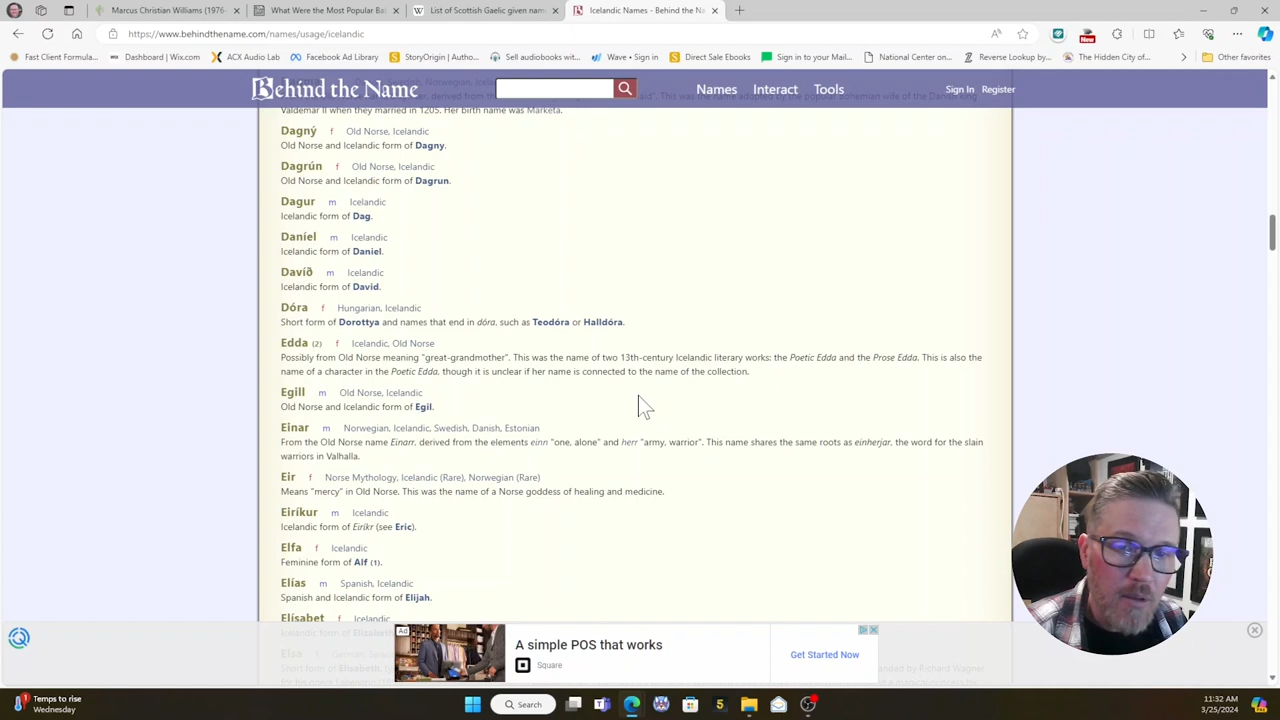 Marcus Christian Williams (1976-
What Were the Most Popular Ba
List of Scottish Gaelic given name
Icelandic Names - Behind the Na
https://www.behindthename.com/names/usage/icelandic
Fast Client Formula...
Dashboard | Wix.com
ACX Audio Lab
Facebook Ad Library
StoryOrigin | Autho...
Sell audiobooks wit...
Wave • Sign in
Direct Sale Ebooks
Sign in to your Mail...
National Center on...
Reverse Lookup by...
The Hidden City of...
Other favorites
New
Behind the Name
Names
Interact
Tools
Sign In
Register
Valdemar II when they married in 1205. Her birth name was Marketa.
Dagný f Old Norse, Icelandic
Old Norse and Icelandic form of Dagny.
Dagrún f Old Norse, Icelandic
Old Norse and Icelandic form of Dagrun.
Dagur m Icelandic
Icelandic form of Dag.
Daníel m Icelandic
Icelandic form of Daniel.
Davíð m Icelandic
Icelandic form of David.
Dóra f Hungarian, Icelandic
Short form of Dorottya and names that end in dóra, such as Teodóra or Halldóra.
Edda (2) f Icelandic, Old Norse
Possibly from Old Norse meaning "great-grandmother". This was the name of two 13th-century Icelandic literary works: the Poetic Edda and the Prose Edda. This is also the
name of a character in the Poetic Edda, though it is unclear if her name is connected to the name of the collection.
Egill m Old Norse, Icelandic
Old Norse and Icelandic form of Egil.
Einar m Norwegian, Icelandic, Swedish, Danish, Estonian
From the Old Norse name Einarr, derived from the elements einn "one, alone" and herr "army, warrior". This name shares the same roots as einherjar, the word for the slain
warriors in Valhalla.
Eir f Norse Mythology, Icelandic (Rare), Norwegian (Rare)
Means "mercy" in Old Norse. This was the name of a Norse goddess of healing and medicine.
Eiríkur m Icelandic
Icelandic form of Eiríkr (see Eric).
Elfa f Icelandic
Feminine form of Alf (1).
Elías m Spanish, Icelandic
Spanish and Icelandic form of Elijah.
Elísabet f Icelandic
Ad
A simple POS that works
Square
Get Started Now
Temps to rise
Wednesday
Search
11:32 AM
3/25/2024